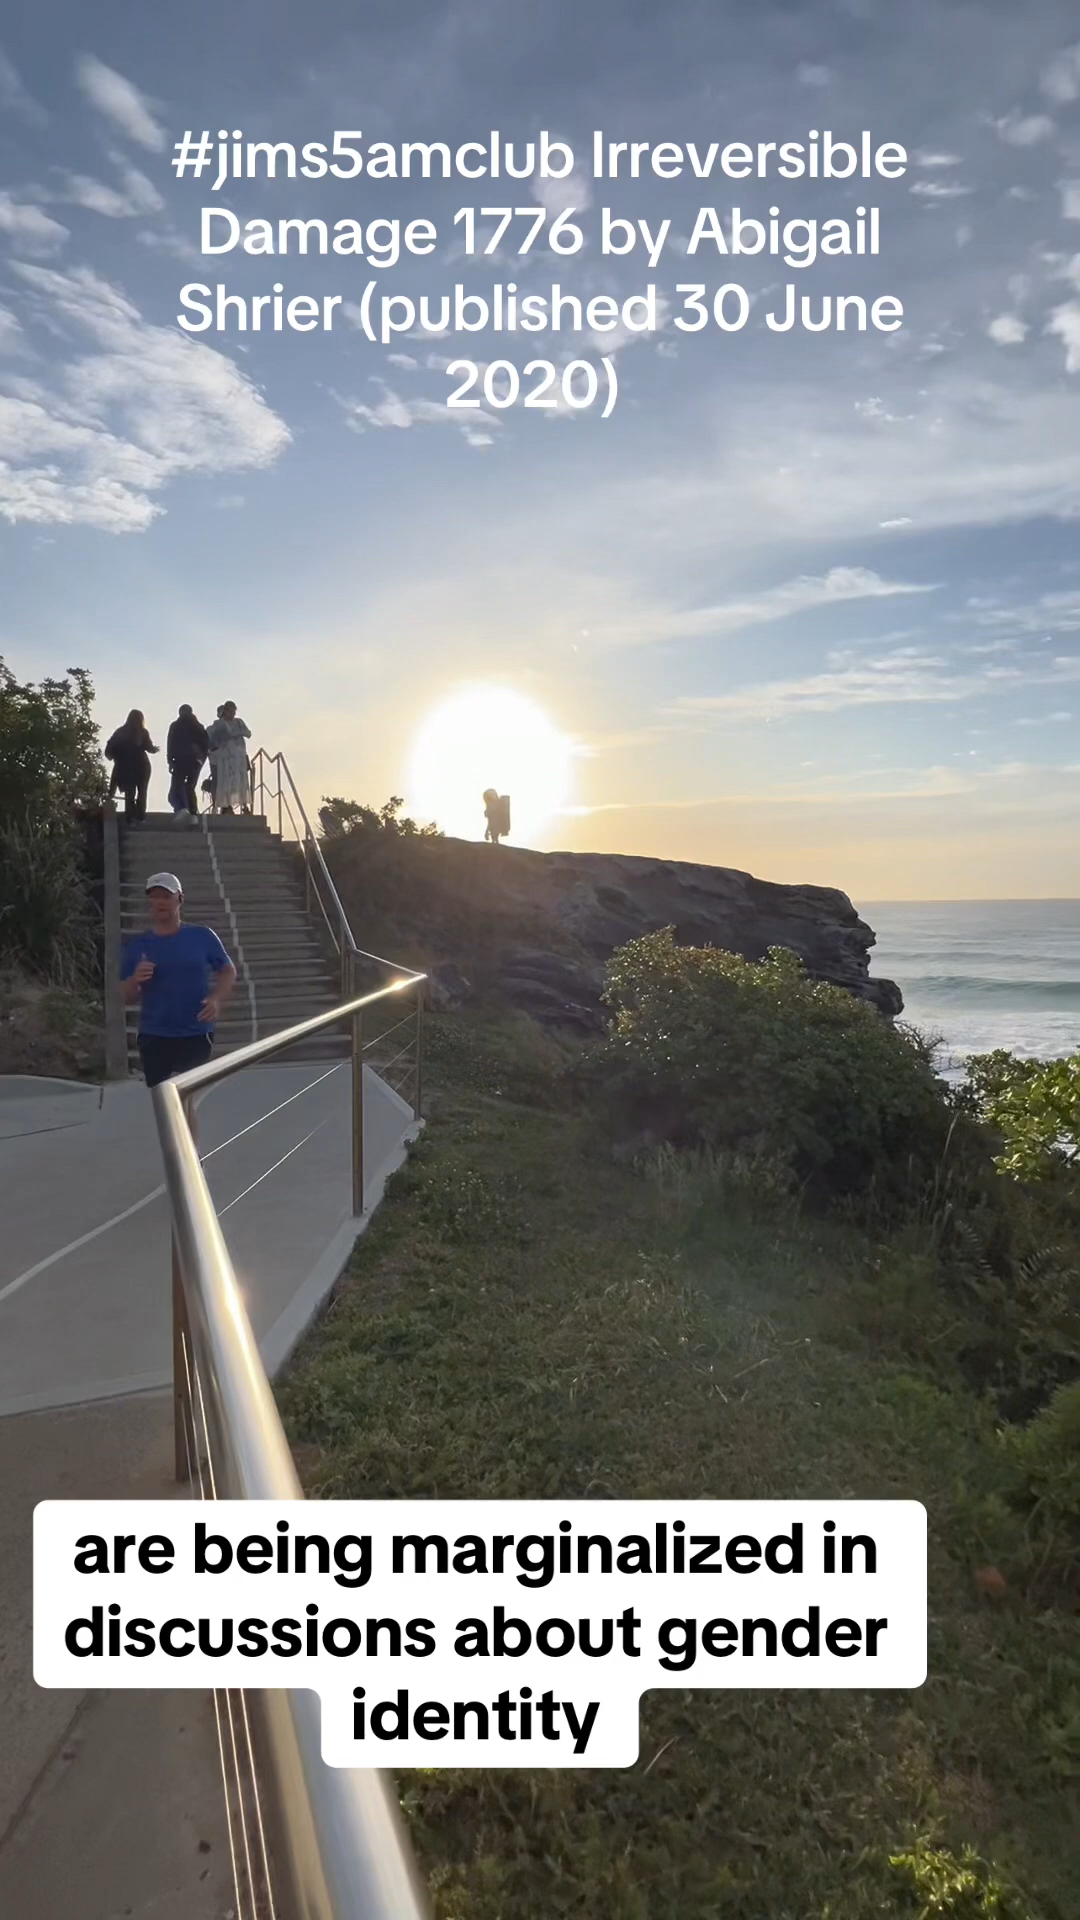 #jims5amclub Irreversible
Damage 1776 by Abigail
Shrier (published 30 June
2020)
are being marginalized in
discussions about gender
identity